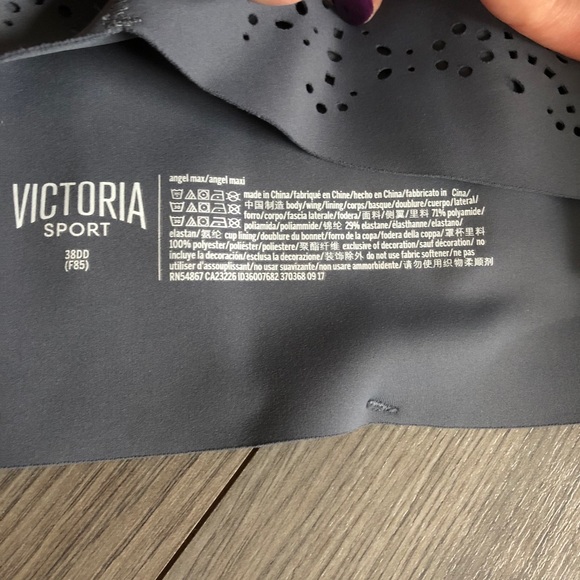 VICTORIA
SPORT
38DD
(F85)
angel max/angel maxi
made in China/fabriqué en Chine/hecho en China/fabbricato in Cina/
中国制造 body/wing/lining/corps/basque/doublure/cuerpo/lateral/
forro/corpo/fascia laterale/fodera/面料/侧翼/里料 71% polyamide/
poliamida/poliammide/锦纶 29% elastane/élasthanne/elastano/
elastan/氨纶 cup lining/doublure du bonnet/forro de la copa/fodera della coppa/罩杯里料
100% polyester/poliéster/poliestere/聚酯纤维 exclusive of decoration/sauf décoration/ no
incluye la decoración/esclusa la decorazione/装饰除外 do not use fabric softener/ne pas
utiliser d'assouplissant/no usar suavizante/non usare ammorbidente/请勿使用织物柔顺剂
RN54867 CA23226 ID36007682 370368 09 17